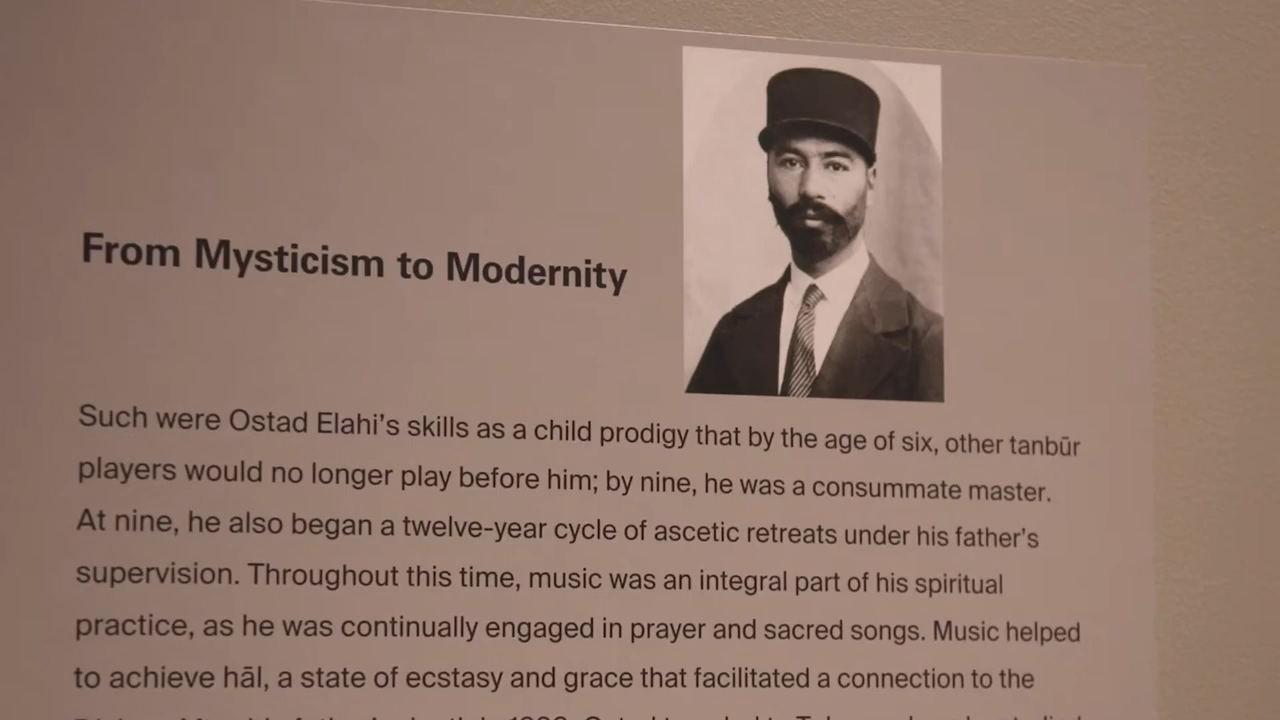 From Mysticism to Modernity
Such were Ostad Elahi’s skills as a child prodigy that by the age of six, other tanbūr
players would no longer play before him; by nine, he was a consummate master.
At nine, he also began a twelve-year cycle of ascetic retreats under his father’s
supervision. Throughout this time, music was an integral part of his spiritual
practice, as he was continually engaged in prayer and sacred songs. Music helped
to achieve hāl, a state of ecstasy and grace that facilitated a connection to the